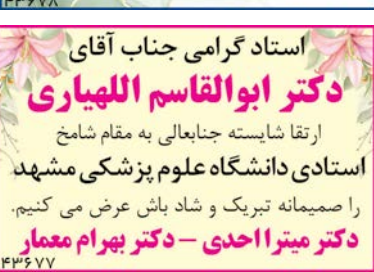 ۴۳۶۷۸
استاد گرامی جناب آقای
دکتر ابوالقاسم اللهیاری
ارتقا شایسته جنابعالی به مقام شامخ
استادی دانشگاه علوم پزشکی مشهد
را صمیمانه تبریک و شاد باش عرض می کنیم.
دکتر میترا احدی – دکتر بهرام معمار
۴۳۶۷۷